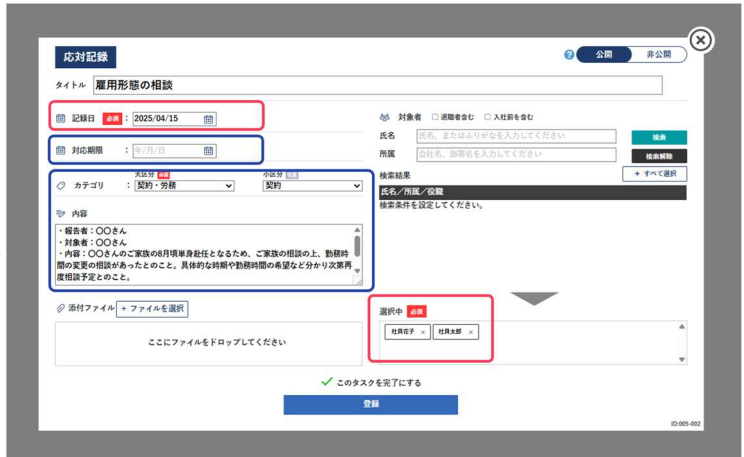 応対記録
? 公開 非公開
タイトル 雇用形態の相談
記録日 必須 : 2025/04/15
対応期限 : 年/月/日
大区分 必須 小区分 任意
カテゴリ : 契約・労務 契約
内容
・報告者：〇〇さん
・対象者：〇〇さん
・内容：〇〇さんのご家族の8月頃単身赴任となるため、ご家族の相談の上、勤務時
間の変更の相談があったとのこと。具体的な時期や勤務時間の希望など分かり次第再
度相談予定とのこと。
添付ファイル + ファイルを選択
ここにファイルをドロップしてください
対象者 退職者含む 入社前を含む
氏名 氏名、またはふりがなを入力してください 検索
所属 会社名、部署名を入力してください 検索解除
検索結果 + すべて選択
氏名／所属／役職
検索条件を設定してください。
選択中 必須
社員花子 × 社員太郎 ×
このタスクを完了にする
登録
ID:005-002